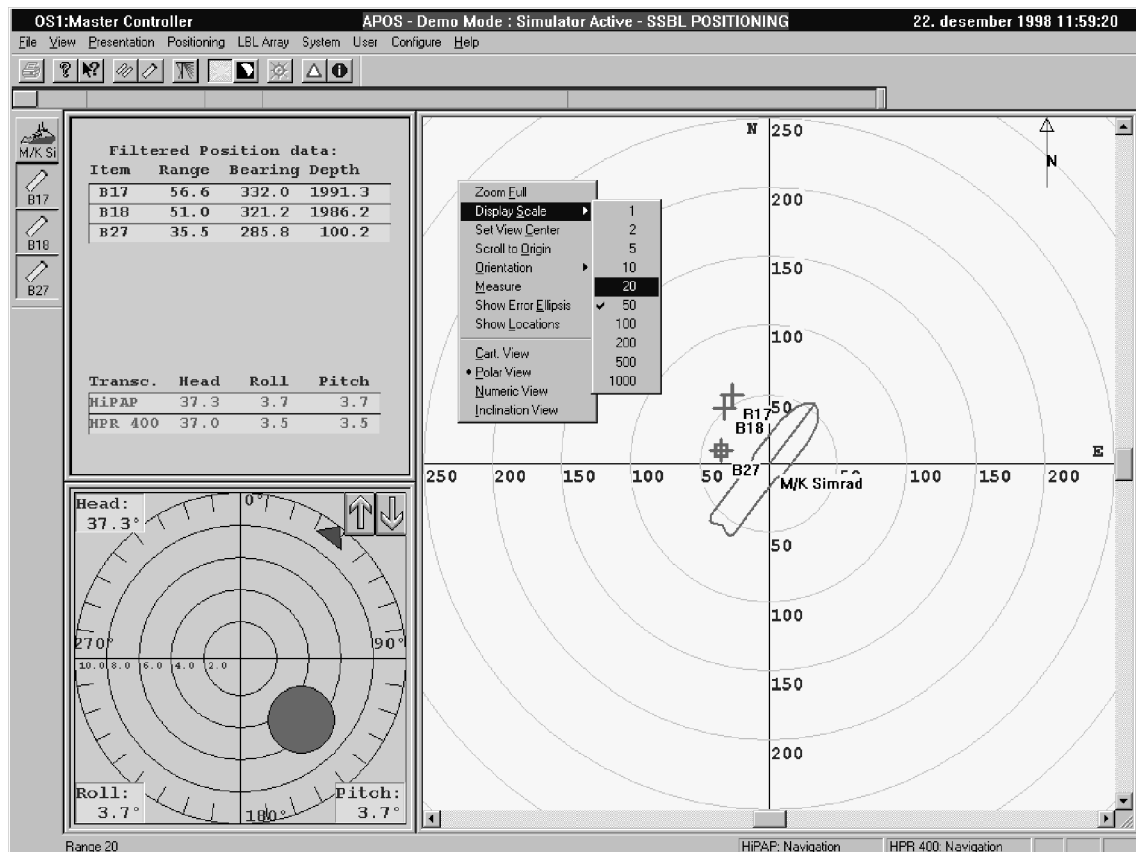 OS1:Master Controller APOS - Demo Mode : Simulator Active - SSBL POSITIONING 22. desember 1998 11:59:20
File View Presentation Positioning LBL Array System User Configure Help
M/K Si
B17
B18
B27
Filtered Position data:
Item Range Bearing Depth
B17 56.6 332.0 1991.3
B18 51.0 321.2 1986.2
B27 35.5 285.8 100.2
Transc. Head Roll Pitch
HiPAP 37.3 3.7 3.7
HPR 400 37.0 3.5 3.5
Head:
37.3°
0°
90°
270°
10.0 8.0 6.0 4.0 2.0
Roll:
3.7°
180°
Pitch:
3.7°
Zoom Full
Display Scale
Set View Center
Scroll to Origin
Orientation
Measure
Show Error Ellipsis
Show Locations
Cart. View
Polar View
Numeric View
Inclination View
1
2
5
10
20
50
100
200
500
1000
N 250
N
200
150
100
50
B17
B18
B27
M/K Simrad
E
250 200 150 100 50 50 100 150 200
50
100
150
200
Range 20 HiPAP: Navigation HPR 400: Navigation